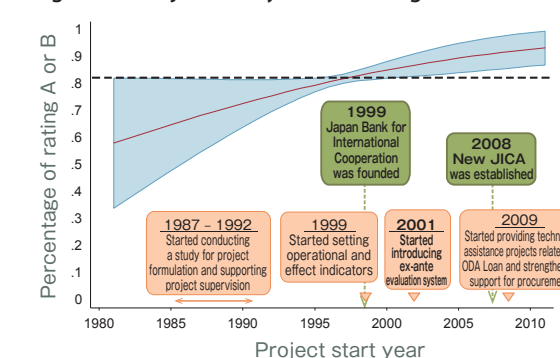 Percentage of rating A or B
1
.9
.8
.7
.6
.5
.4
.3
.2
.1
0
1999
Japan Bank for
International
Cooperation
was founded
2008
New JICA
was established
1987 – 1992
Started conducting
a study for project
formulation and supporting
project supervision
1999
Started setting
operational and
effect indicators
2001
Started
introducing
ex-ante
evaluation system
2009
Started providing techn
assistance projects relate
ODA Loan and strengthe
support for procureme
1980
1985
1990
1995
2000
2005
2010
Project start year